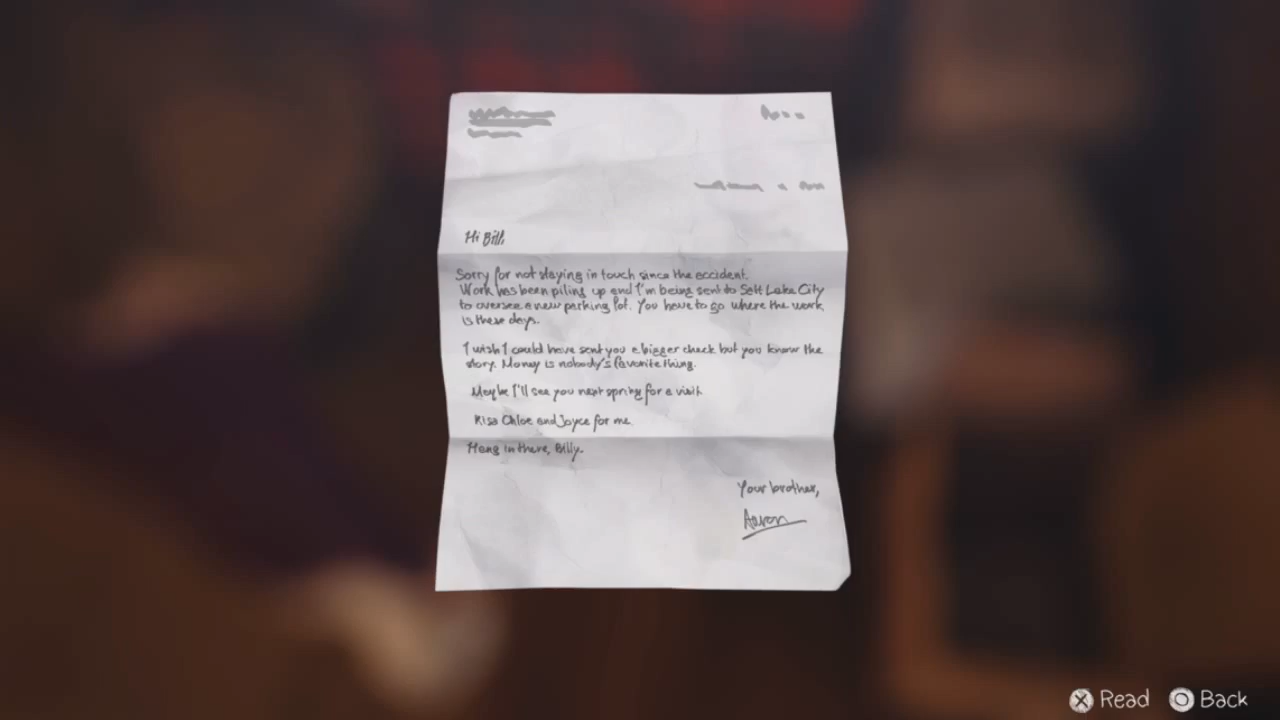 Hi Bill,
Sorry for not staying in touch since the accident.
Work has been piling up and I'm being sent to Salt Lake City
to oversee a new parking lot. You have to go where the work
is these days.
I wish I could have sent you a bigger check but you know the
story. Money is nobody's favorite thing.
Maybe I'll see you next spring for a visit.
Kiss Chloe and Joyce for me.
Hang in there, Billy.
Your brother,
Aaron
Read Back